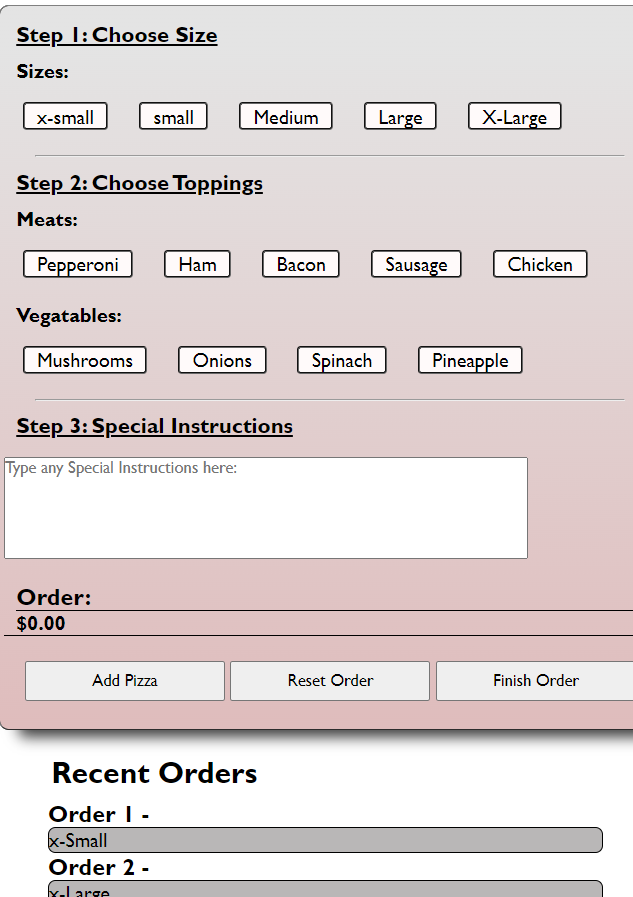 Step 1: Choose Size
Sizes:
x-small small Medium Large X-Large
Step 2: Choose Toppings
Meats:
Pepperoni Ham Bacon Sausage Chicken
Vegatables:
Mushrooms Onions Spinach Pineapple
Step 3: Special Instructions
Type any Special Instructions here:
Order:
$0.00
Add Pizza Reset Order Finish Order
Recent Orders
Order 1 -
x-Small
Order 2 -
x-Large